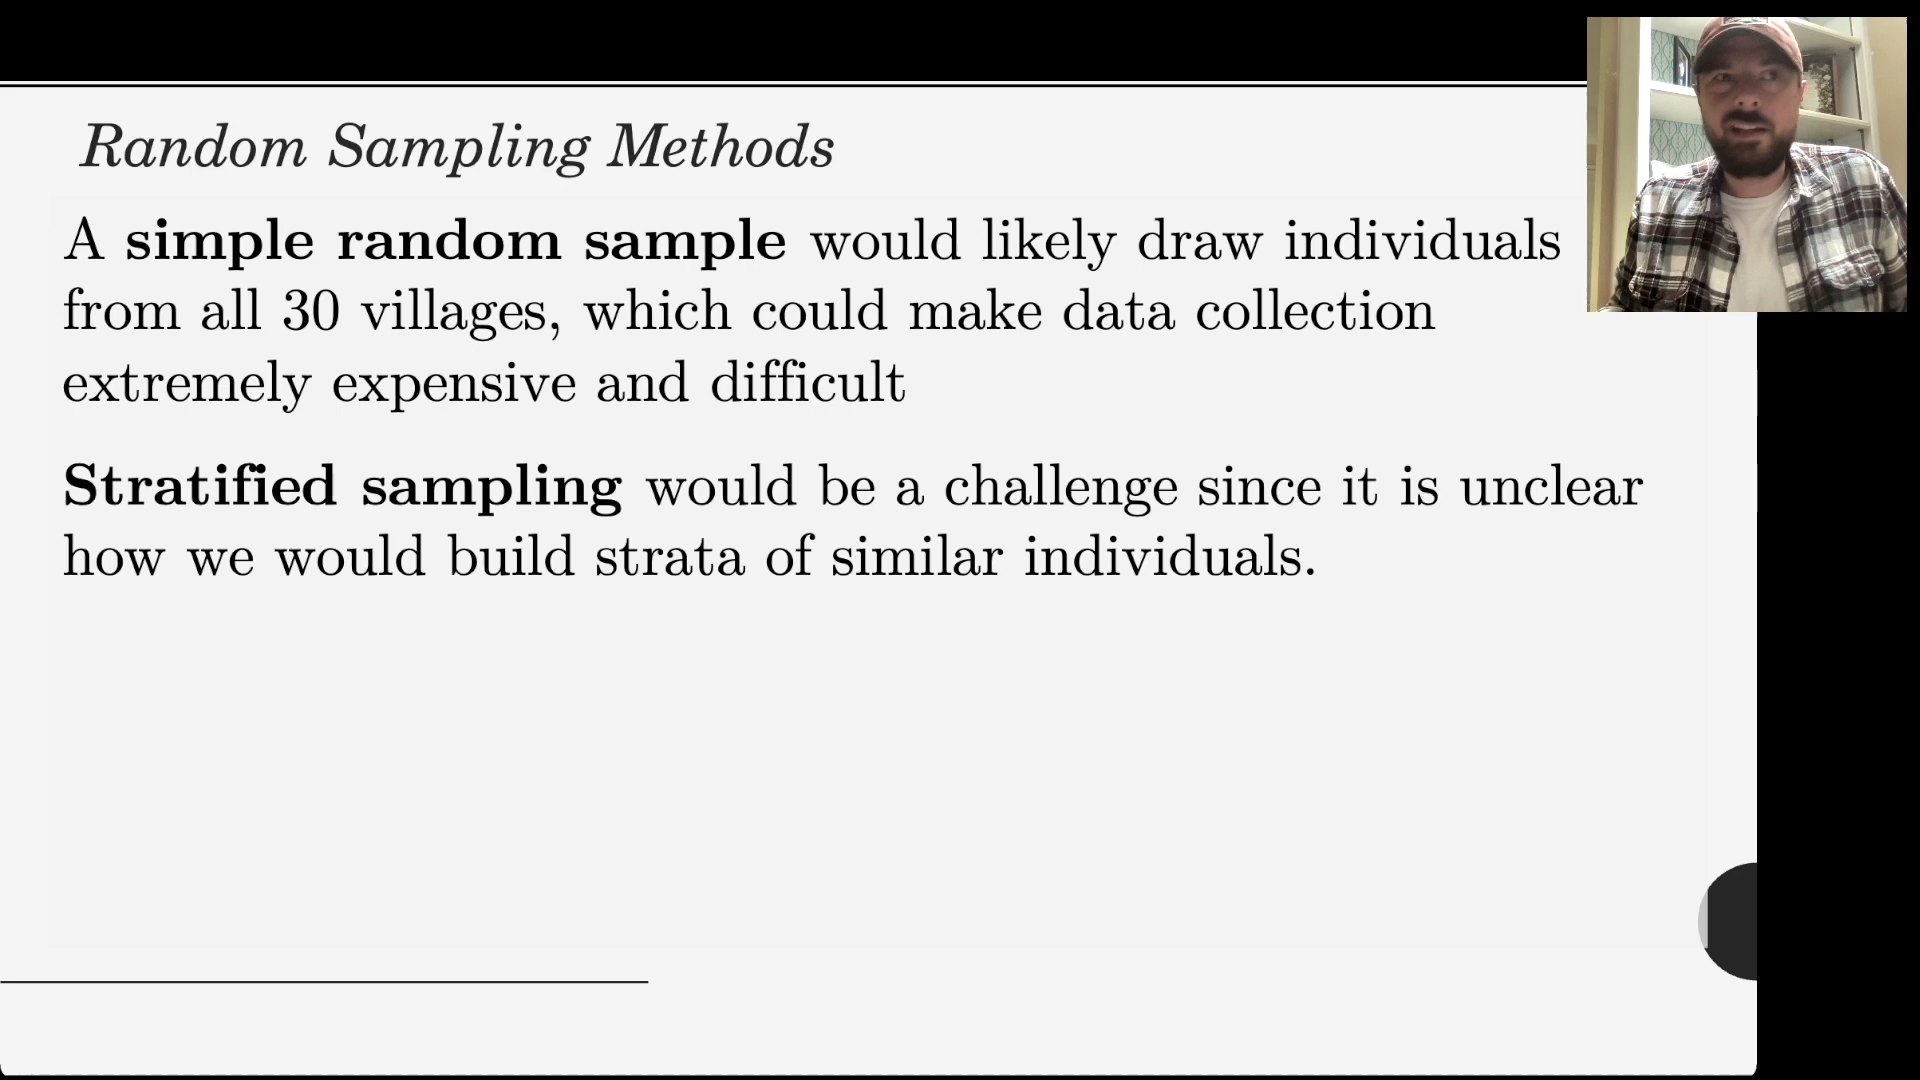 Random Sampling Methods
A simple random sample would likely draw individuals
from all 30 villages, which could make data collection
extremely expensive and difficult
Stratified sampling would be a challenge since it is unclear
how we would build strata of similar individuals.